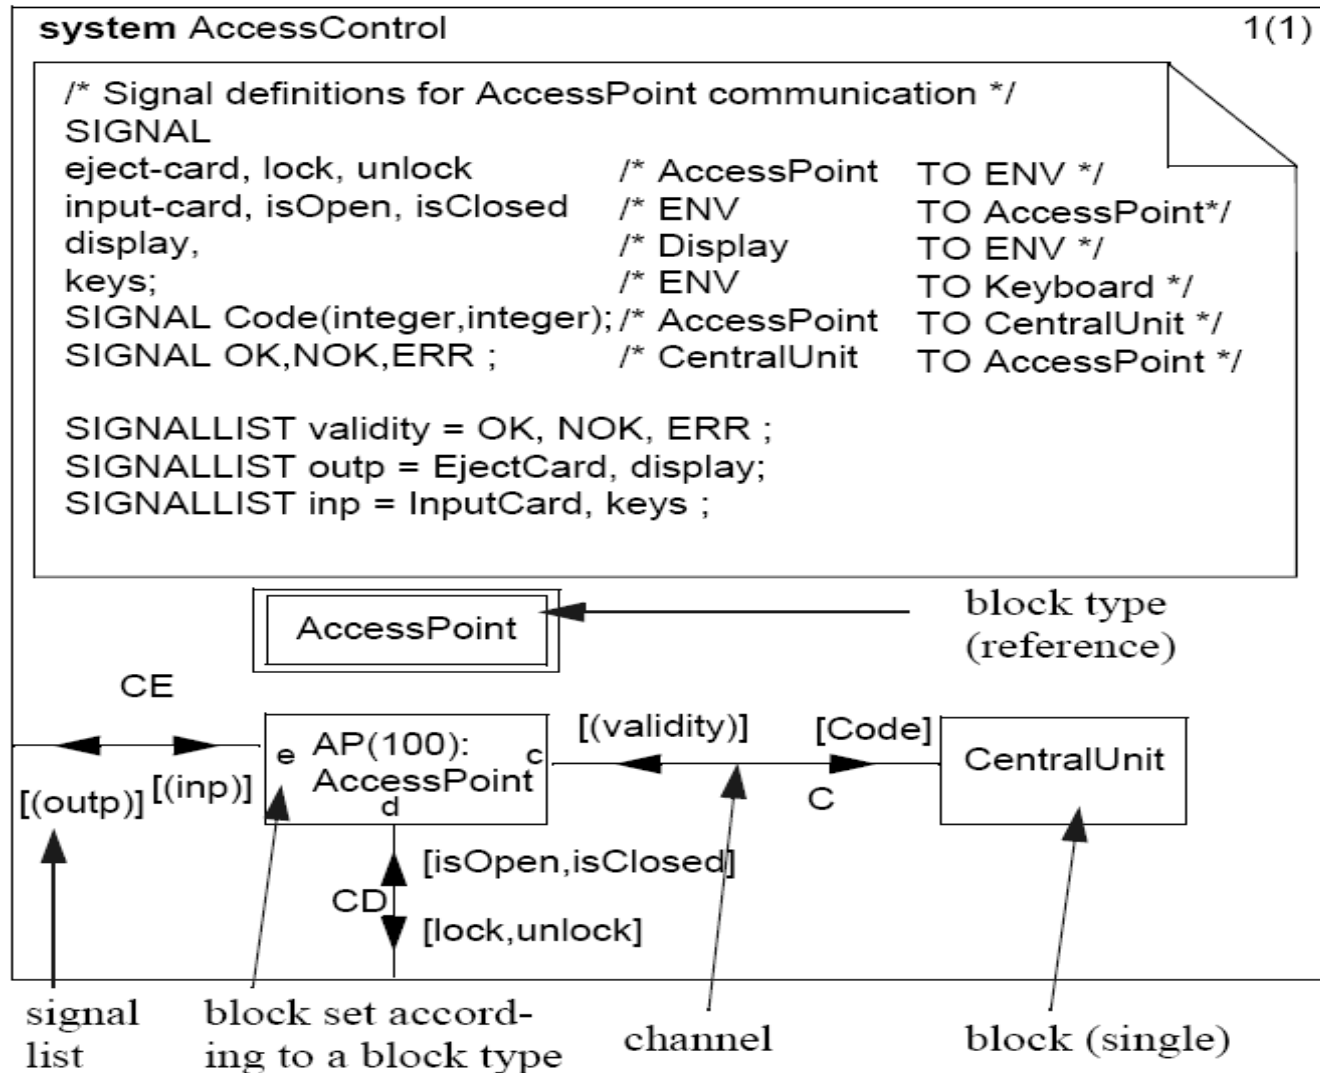 system AccessControl 1(1)
/* Signal definitions for AccessPoint communication */
SIGNAL
eject-card, lock, unlock /* AccessPoint TO ENV */
input-card, isOpen, isClosed /* ENV TO AccessPoint*/
display, /* Display TO ENV */
keys; /* ENV TO Keyboard */
SIGNAL Code(integer,integer); /* AccessPoint TO CentralUnit */
SIGNAL OK,NOK,ERR ; /* CentralUnit TO AccessPoint */
SIGNALLIST validity = OK, NOK, ERR ;
SIGNALLIST outp = EjectCard, display;
SIGNALLIST inp = InputCard, keys ;
AccessPoint
block type
(reference)
CE
[(outp)] [(inp)]
e AP(100): c
AccessPoint
d
[(validity)] [Code]
C
CentralUnit
[isOpen,isClosed]
CD
[lock,unlock]
signal
list
block set accord-
ing to a block type
channel
block (single)